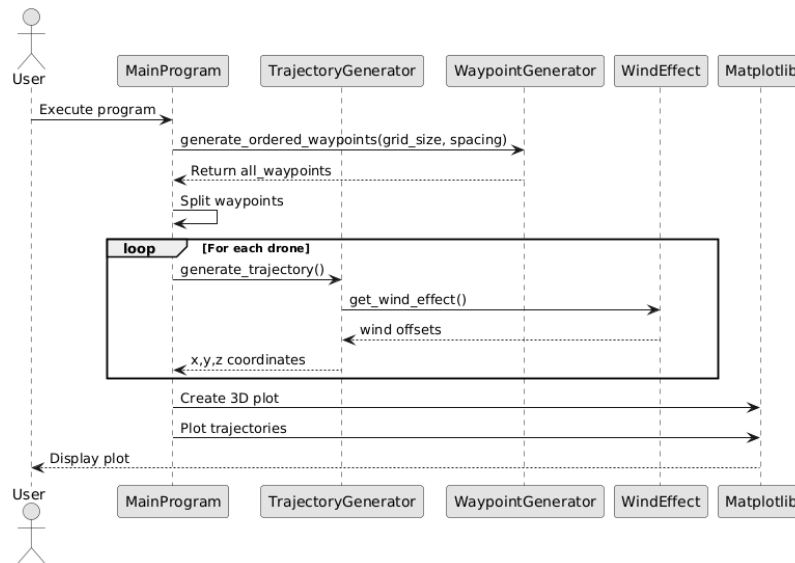 User
MainProgram
TrajectoryGenerator
WaypointGenerator
WindEffect
Matplotlib
Execute program
generate_ordered_waypoints(grid_size, spacing)
Return all_waypoints
Split waypoints
loop
[For each drone]
generate_trajectory()
get_wind_effect()
wind offsets
x,y,z coordinates
Create 3D plot
Plot trajectories
Display plot
User
MainProgram
TrajectoryGenerator
WaypointGenerator
WindEffect
Matplotlib